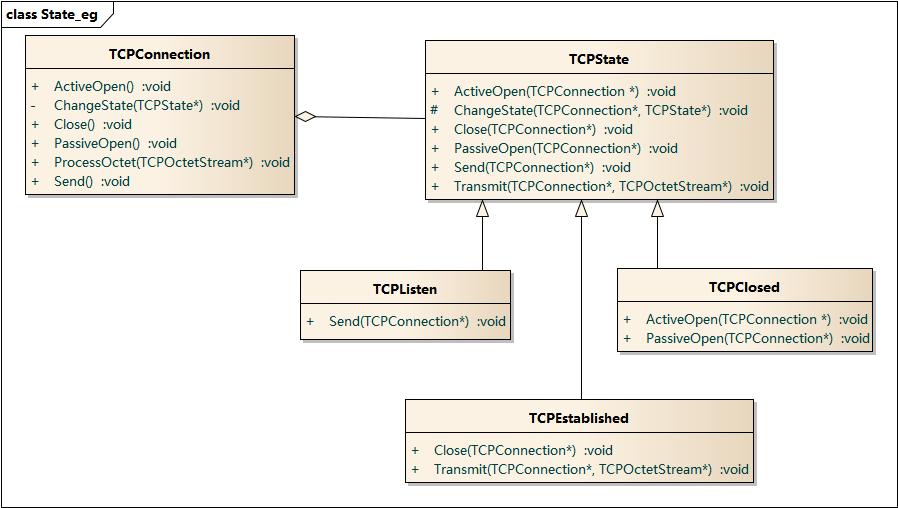 class State_eg
TCPConnection
+ ActiveOpen() :void
- ChangeState(TCPState*) :void
+ Close() :void
+ PassiveOpen() :void
+ ProcessOctet(TCPOctetStream*) :void
+ Send() :void
TCPState
+ ActiveOpen(TCPConnection *) :void
# ChangeState(TCPConnection*, TCPState*) :void
+ Close(TCPConnection*) :void
+ PassiveOpen(TCPConnection*) :void
+ Send(TCPConnection*) :void
+ Transmit(TCPConnection*, TCPOctetStream*) :void
TCPListen
+ Send(TCPConnection*) :void
TCPClosed
+ ActiveOpen(TCPConnection *) :void
+ PassiveOpen(TCPConnection*) :void
TCPEstablished
+ Close(TCPConnection*) :void
+ Transmit(TCPConnection*, TCPOctetStream*) :void